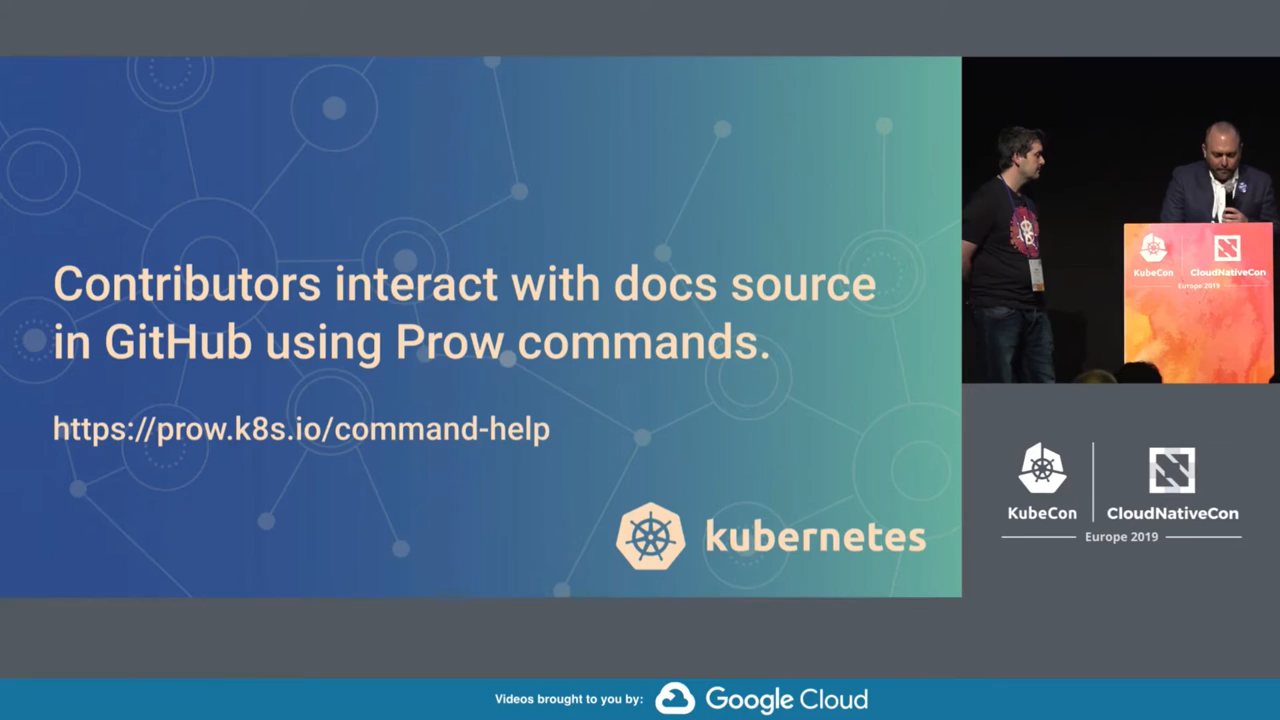 Contributors interact with docs source
in GitHub using Prow commands.
https://prow.k8s.io/command-help
kubernetes
KubeCon
CloudNativeCon
Europe 2019
KubeCon
CloudNativeCon
Europe 2019
Videos brought to you by:
Google Cloud